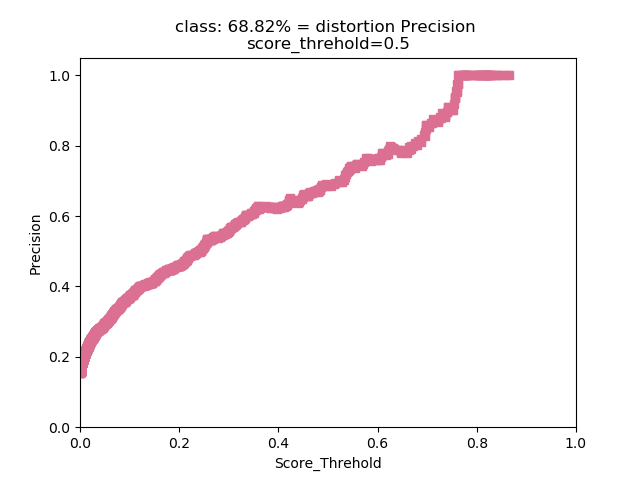 class: 68.82% = distortion Precision
score_threhold=0.5
1.0
0.8
0.6
0.4
0.2
0.0
Precision
0.0 0.2 0.4 0.6 0.8 1.0
Score_Threhold